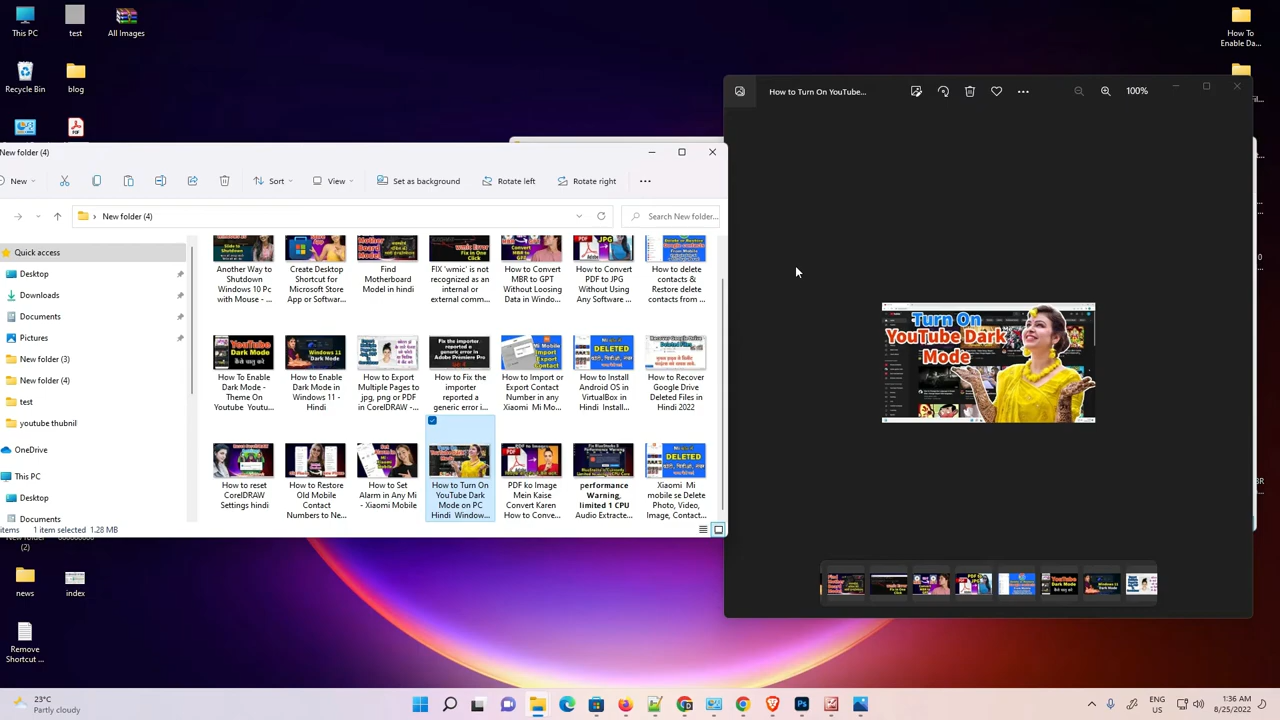 This PC
test
All Images
How To
Enable Da...
Recycle Bin
blog
How to Turn On YouTube...
100%
New folder (4)
New
Sort
View
Set as background
Rotate left
Rotate right
New folder (4)
Search New folder...
Quick access
Desktop
Downloads
Documents
Pictures
New folder (3)
New folder (4)
test
youtube thubnil
OneDrive
This PC
Desktop
Documents
Another Way to
Shutdown
Windows 10 Pc
with Mouse - ...
Create Desktop
Shortcut for
Microsoft Store
App or Softwar...
Find
Motherboard
Model in hindi
FIX 'wmic' is not
recognized as an
internal or
external comm...
How to Convert
MBR to GPT
Without Loosing
Data in Windo...
How to Convert
PDF to JPG
Without Using
Any Software ...
How to delete
contacts &
Restore delete
contacts from ...
How To Enable
Dark Mode -
Theme On
Youtube Youtu...
How to Enable
Dark Mode in
Windows 11 -
Hindi
How to Export
Multiple Pages to
jpg, png or PDF
in CorelDRAW - ...
How to Fix the
importer
reported a
generic error i...
How to Import or
Export Contact
Number in any
Xiaomi Mi Mo...
How to Install
Android OS in
VirtualBox in
Hindi Install...
How to Recover
Google Drive
Deleted Files in
Hindi 2022
How to reset
CorelDRAW
Settings hindi
How to Restore
Old Mobile
Contact
Numbers to Ne...
How to Set
Alarm in Any Mi
- Xiaomi Mobile
How to Turn On
YouTube Dark
Mode on PC
Hindi Window...
PDF ko Image
Mein Kaise
Convert Karen
How to Conve...
performance
Warning,
limited 1 CPU
Audio Extracte...
Xiaomi Mi
mobile se Delete
Photo, Video,
Image, Contact...
items
1 item selected 1.28 MB
Turn On
YouTube Dark
Mode
(2)
news
index
Remove
Shortcut ...
23°C
Partly cloudy
ENG
US
1:36 AM
8/25/2022